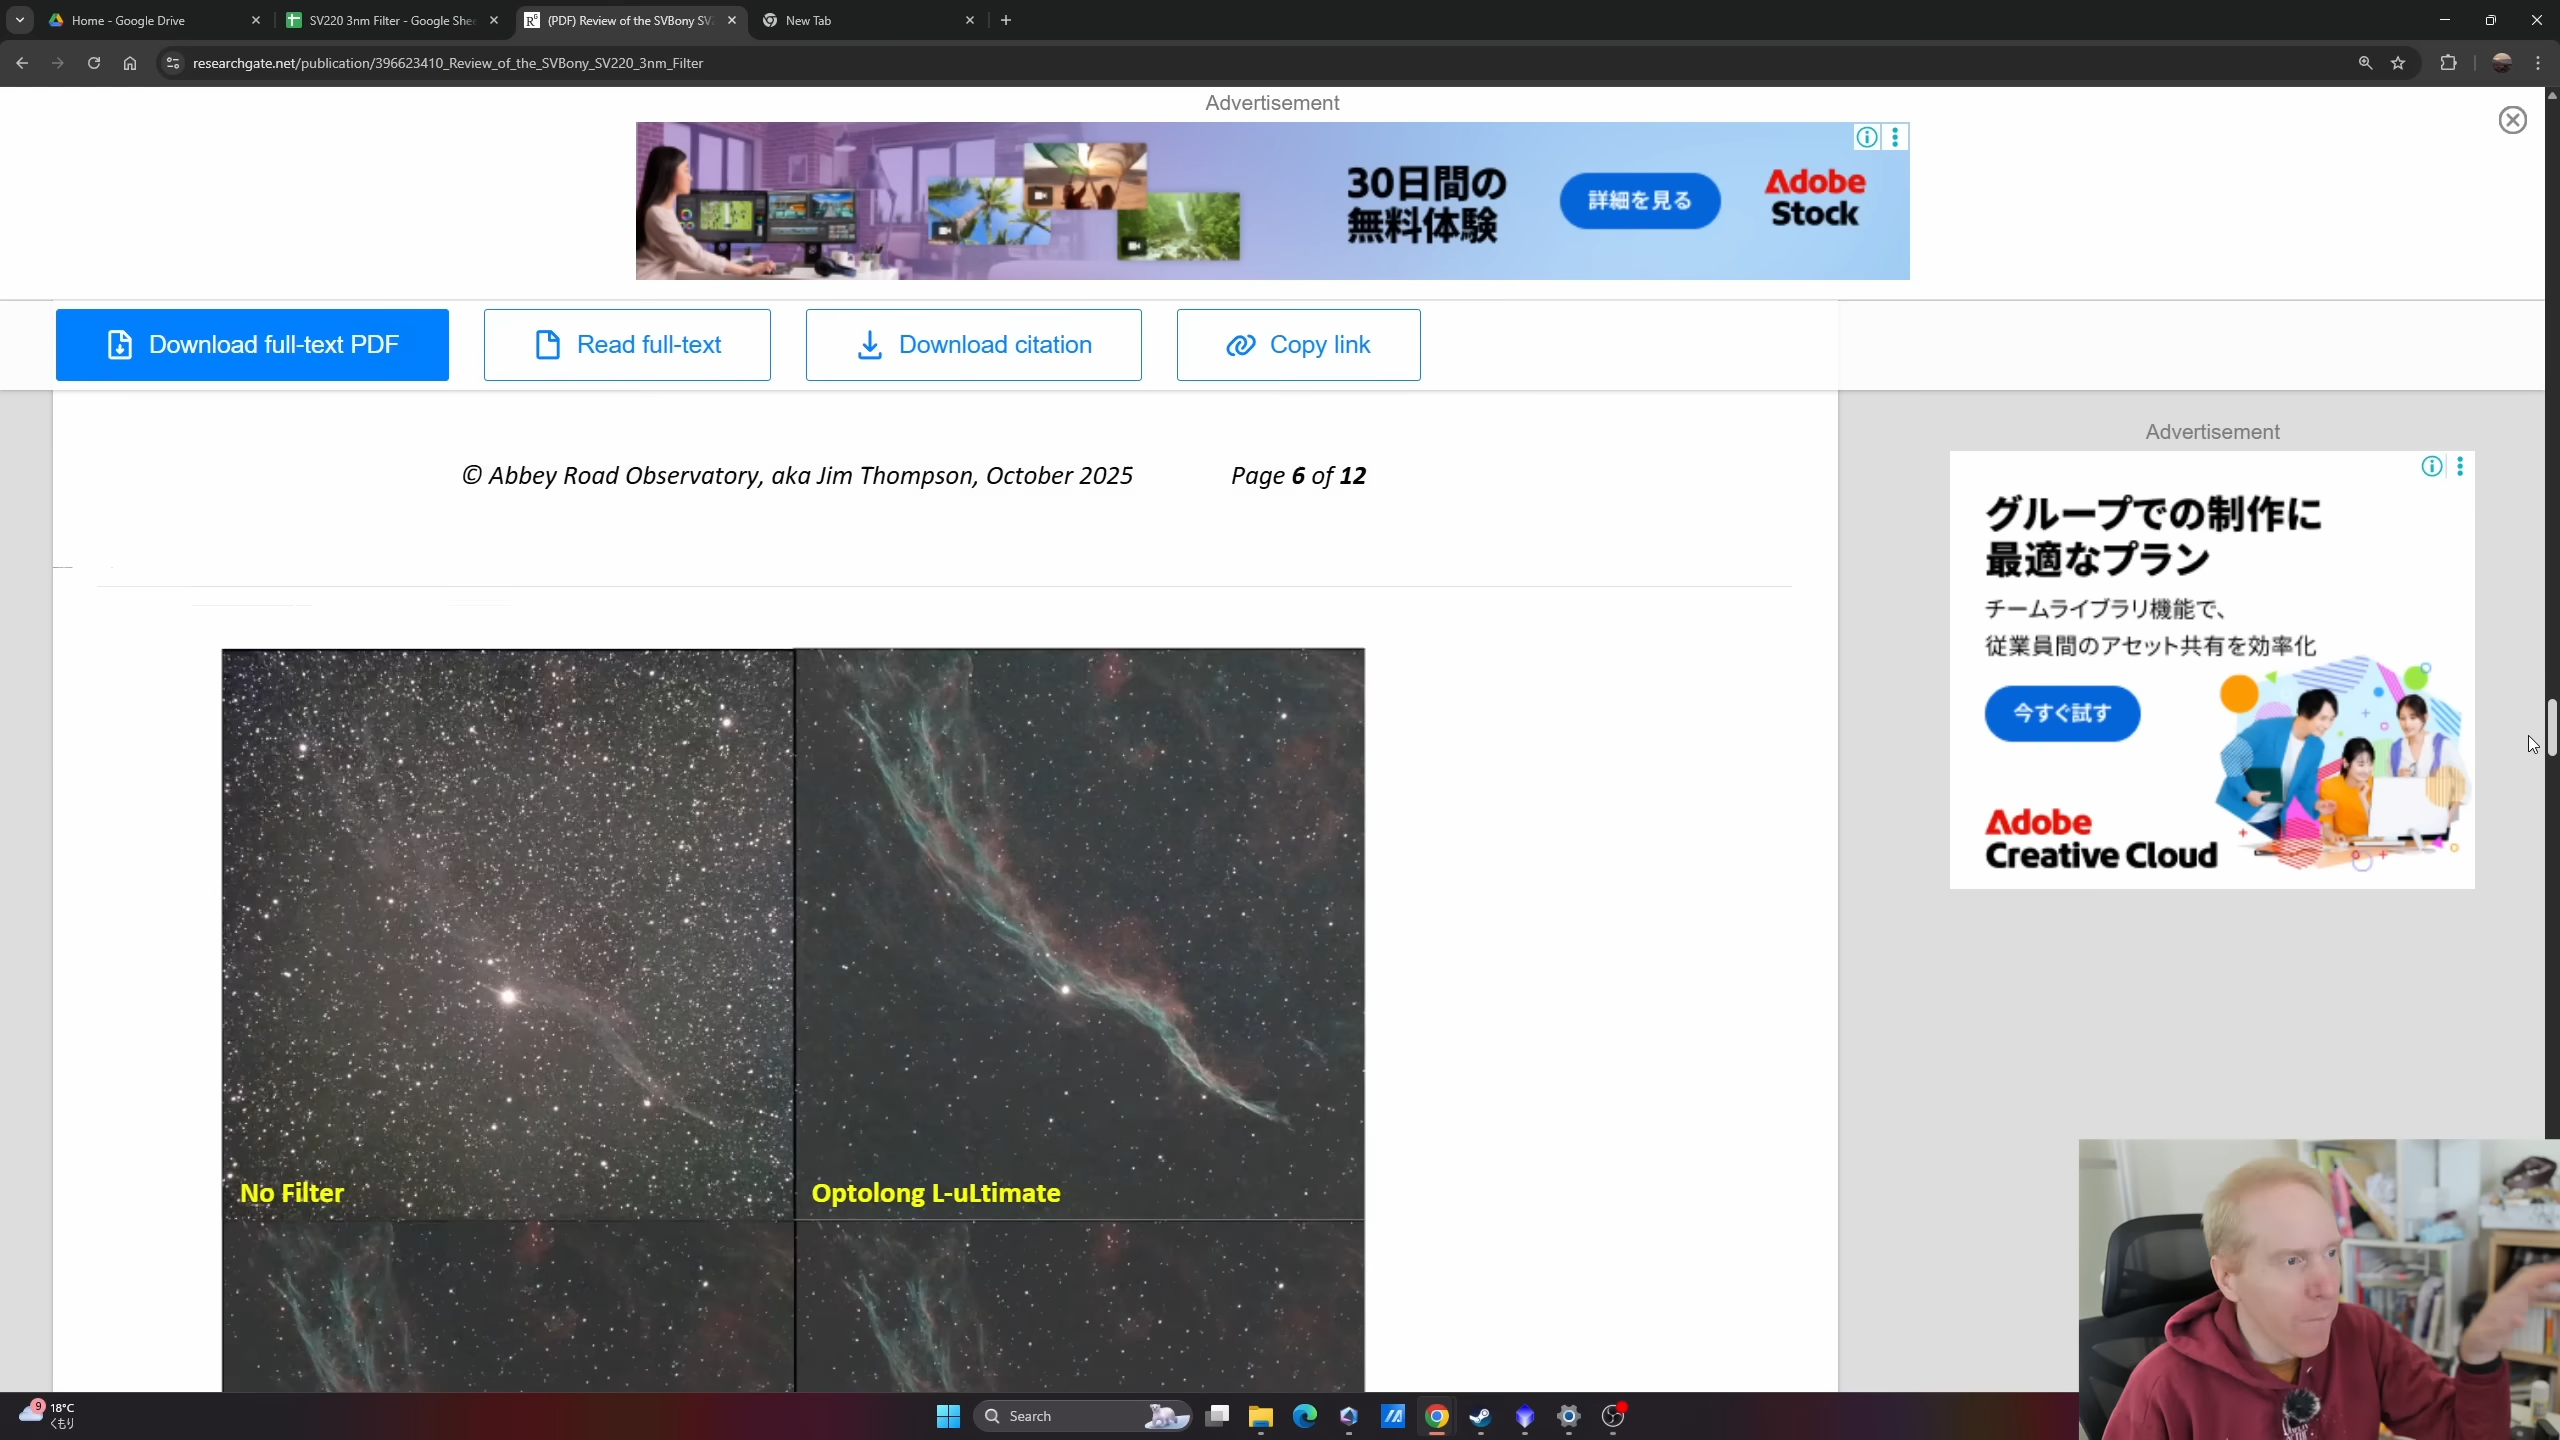 Home - Google Drive
SV220 3nm Filter - Google Shee
(PDF) Review of the SVBony SV2
New Tab
researchgate.net/publication/396623410_Review_of_the_SVBony_SV220_3nm_Filter
Advertisement
30日間の
無料体験
詳細を見る
Adobe
Stock
Download full-text PDF
Read full-text
Download citation
Copy link
© Abbey Road Observatory, aka Jim Thompson, October 2025
Page 6 of 12
Advertisement
グループでの制作に
最適なプラン
チームライブラリ機能で、
従業員間のアセット共有を効率化
今すぐ試す
Adobe
Creative Cloud
No Filter
Optolong L-uLtimate
9
18°C
くもり
Search